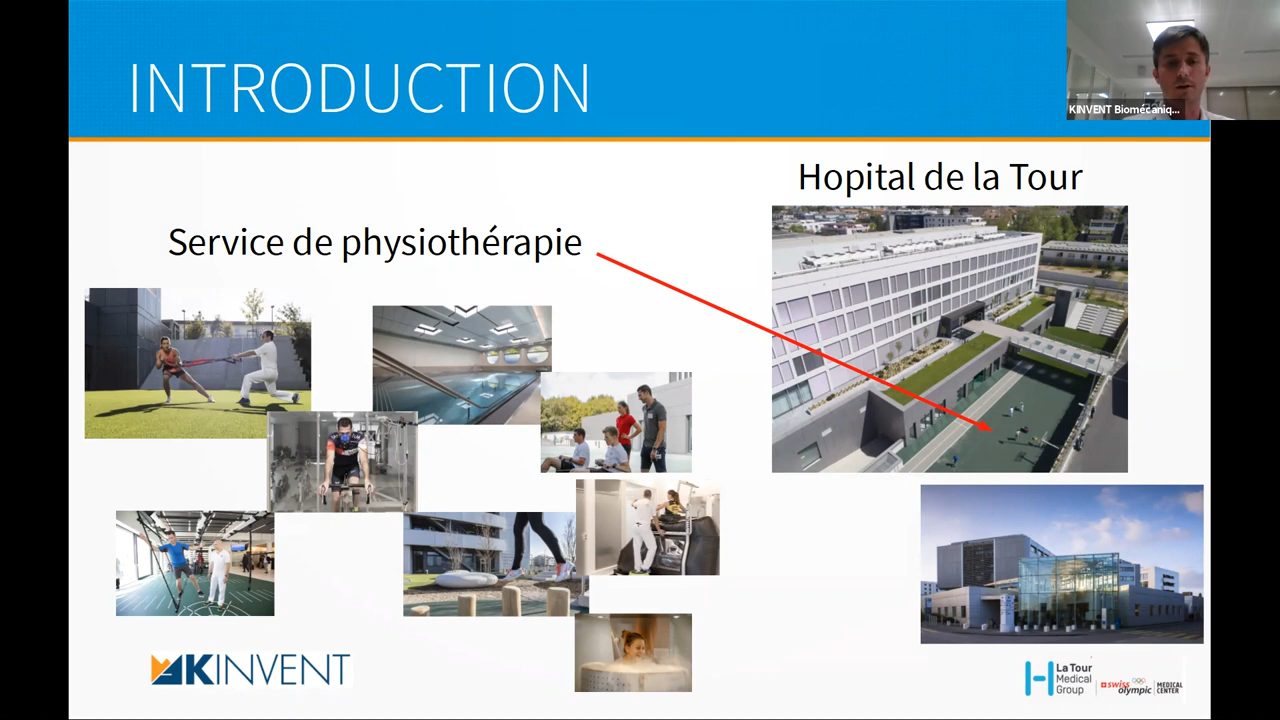 INTRODUCTION
KINVENT Biomécaniq...
Hopital de la Tour
Service de physiothérapie
KINVENT
La Tour
Medical
Group
swiss
olympic
MEDICAL
CENTER